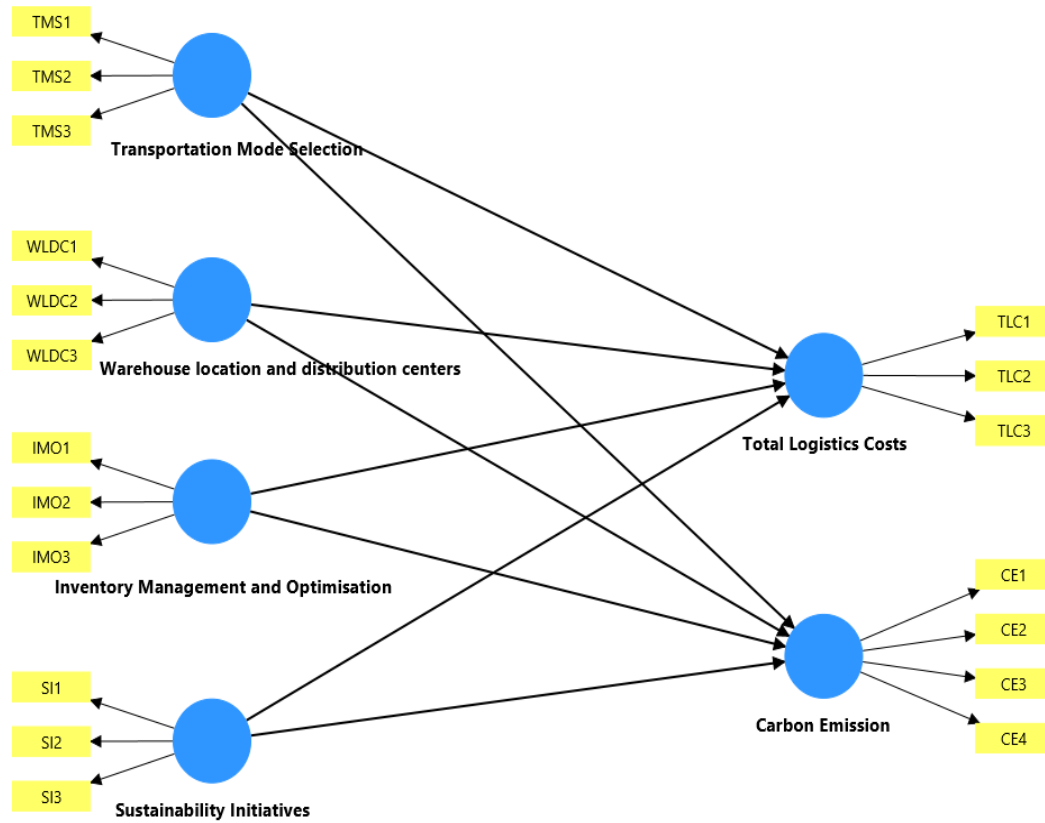 TMS1
TMS2
TMS3
Transportation Mode Selection
WLDC1
WLDC2
WLDC3
Warehouse location and distribution centers
IMO1
IMO2
IMO3
Inventory Management and Optimisation
SI1
SI2
SI3
Sustainability Initiatives
TLC1
TLC2
TLC3
Total Logistics Costs
CE1
CE2
CE3
CE4
Carbon Emission